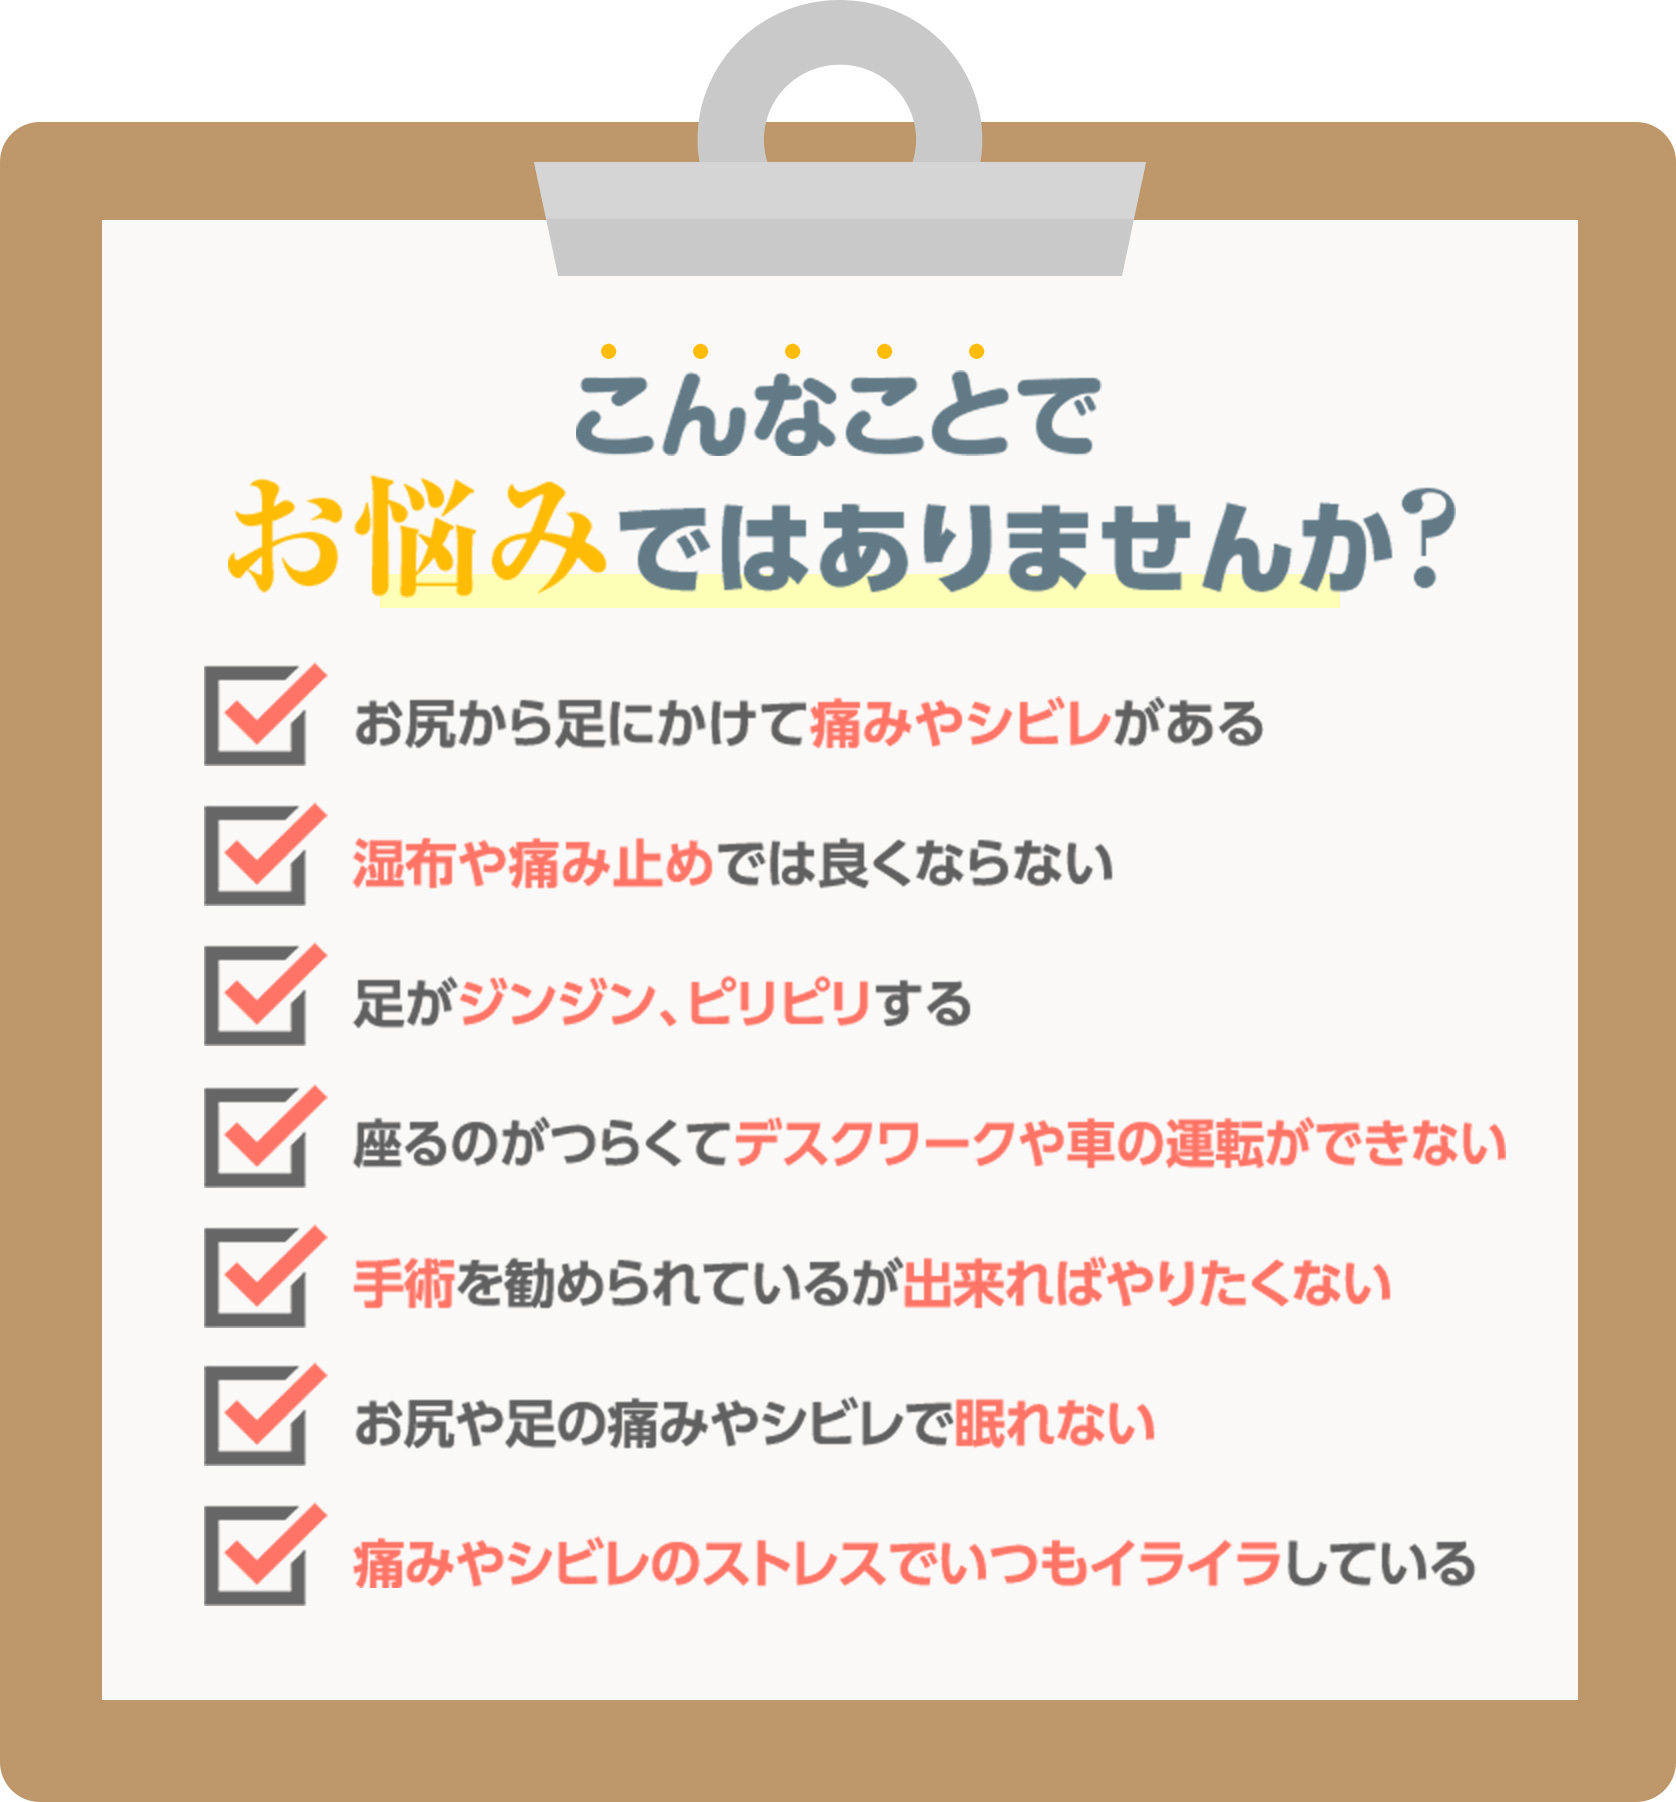 こんなことで
お悩みではありませんか?
お尻から足にかけて痛みやシビレがある
湿布や痛み止めでは良くならない
足がジンジン、ピリピリする
座るのがつらくてデスクワークや車の運転ができない
手術を勧められているが出来ればやりたくない
お尻や足の痛みやシビレで眠れない
痛みやシビレのストレスでいつもイライラしている